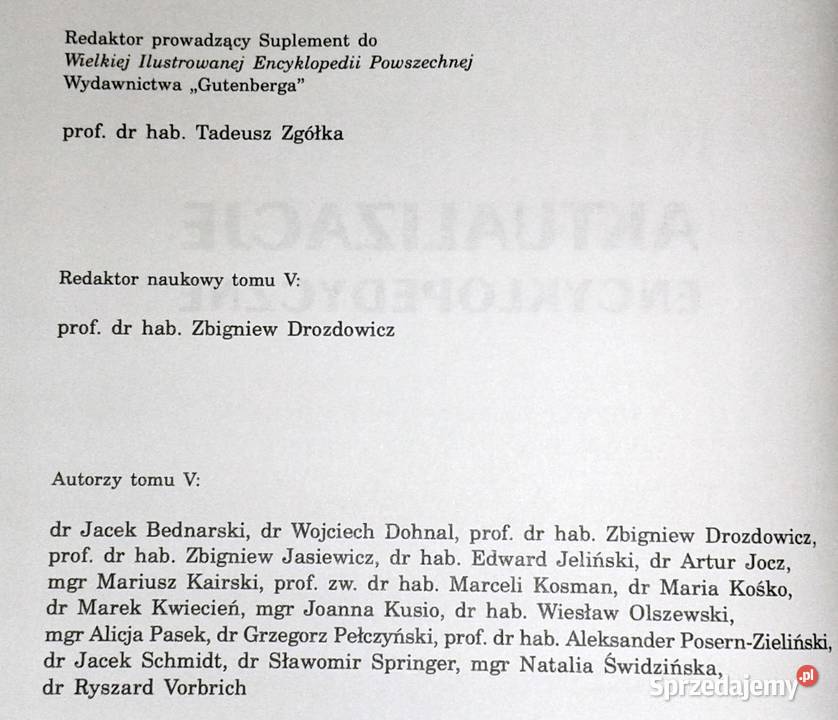 Redaktor prowadzący Suplement do
Wielkiej Ilustrowanej Encyklopedii Powszechnej
Wydawnictwa „Gutenberga”
prof. dr hab. Tadeusz Zgółka
AKTUALIZACJE
ENCYKLOPEDYCZNE
Redaktor naukowy tomu V:
prof. dr hab. Zbigniew Drozdowicz
Autorzy tomu V:
dr Jacek Bednarski, dr Wojciech Dohnal, prof. dr hab. Zbigniew Drozdowicz,
prof. dr hab. Zbigniew Jasiewicz, dr hab. Edward Jeliński, dr Artur Jocz,
mgr Mariusz Kairski, prof. zw. dr hab. Marceli Kosman, dr Maria Kośko,
dr Marek Kwiecień, mgr Joanna Kusio, dr hab. Wiesław Olszewski,
mgr Alicja Pasek, dr Grzegorz Pełczyński, prof. dr hab. Aleksander Posern-Zieliński,
dr Jacek Schmidt, dr Sławomir Springer, mgr Natalia Świdzińska,
dr Ryszard Vorbrich
Sprzedajemy.pl